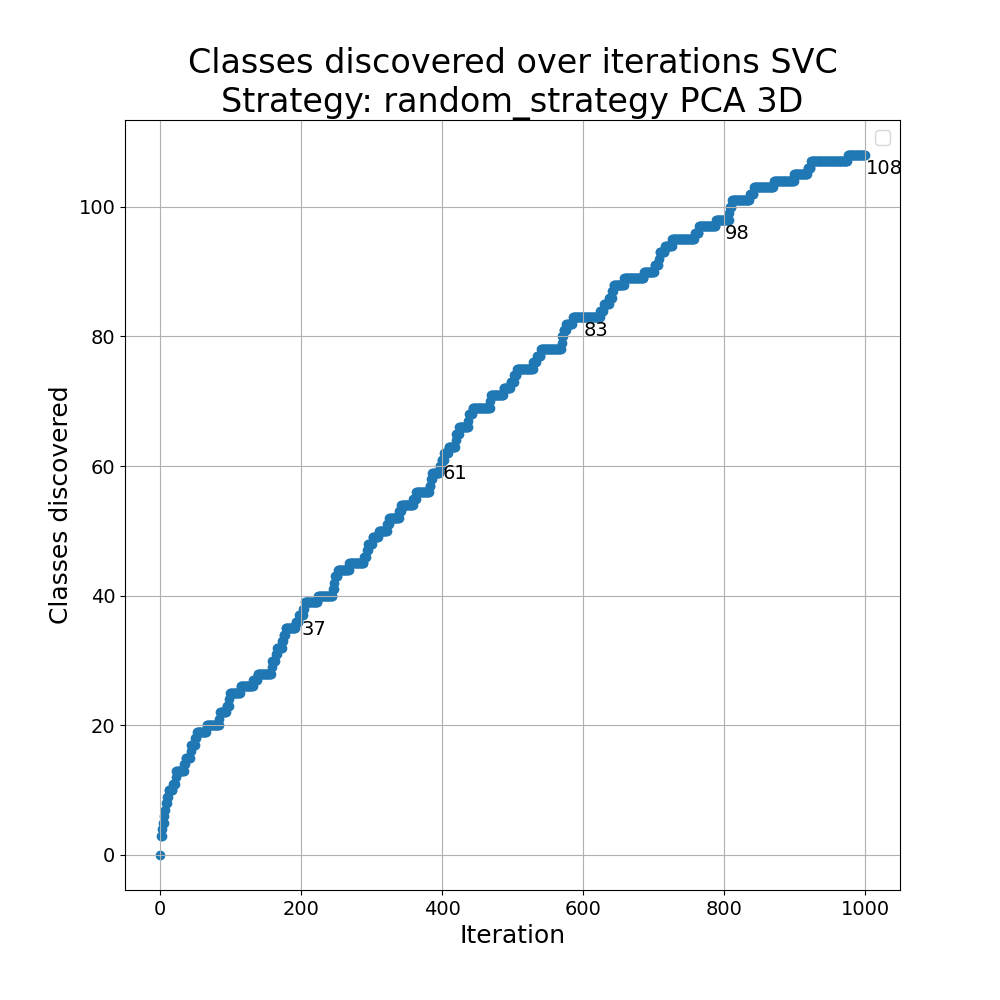 Classes discovered over iterations SVC
Strategy: random_strategy PCA 3D
108
100
98
83
80
61
60
37
40
20
0
Classes discovered
0 200 400 600 800 1000
Iteration